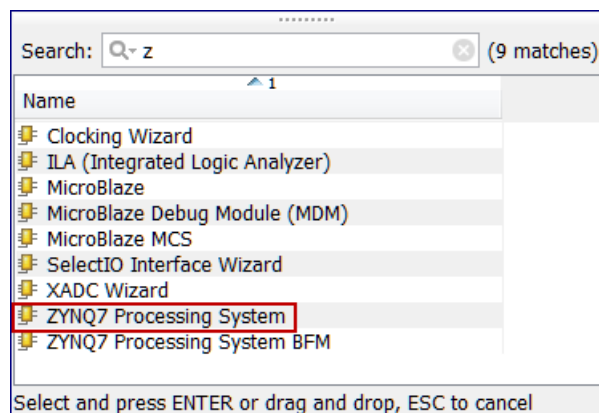 Search: z (9 matches)
1
Name
Clocking Wizard
ILA (Integrated Logic Analyzer)
MicroBlaze
MicroBlaze Debug Module (MDM)
MicroBlaze MCS
SelectIO Interface Wizard
XADC Wizard
ZYNQ7 Processing System
ZYNQ7 Processing System BFM
Select and press ENTER or drag and drop, ESC to cancel